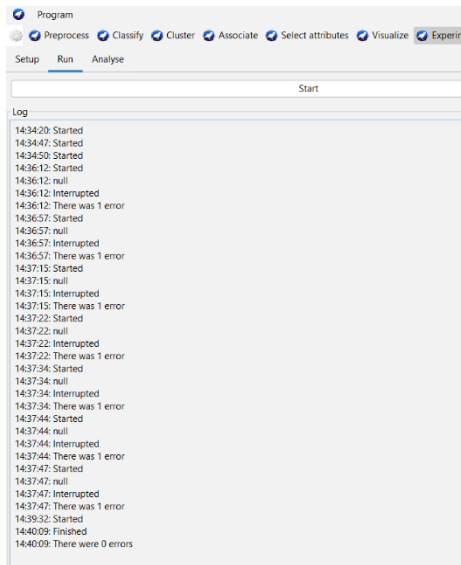 Program
Preprocess Classify Cluster Associate Select attributes Visualize
Setup Run Analyse
Start
Log
14:34:20: Started
14:34:47: Started
14:34:50: Started
14:36:12: Started
14:36:12: null
14:36:12: Interrupted
14:36:12: There was 1 error
14:36:57: Started
14:36:57: null
14:36:57: Interrupted
14:36:57: There was 1 error
14:37:15: Started
14:37:15: null
14:37:15: Interrupted
14:37:15: There was 1 error
14:37:22: Started
14:37:22: null
14:37:22: Interrupted
14:37:22: There was 1 error
14:37:34: Started
14:37:34: null
14:37:34: Interrupted
14:37:34: There was 1 error
14:37:44: Started
14:37:44: null
14:37:44: Interrupted
14:37:44: There was 1 error
14:37:47: Started
14:37:47: null
14:37:47: Interrupted
14:37:47: There was 1 error
14:39:32: Started
14:40:09: Finished
14:40:09: There were 0 errors